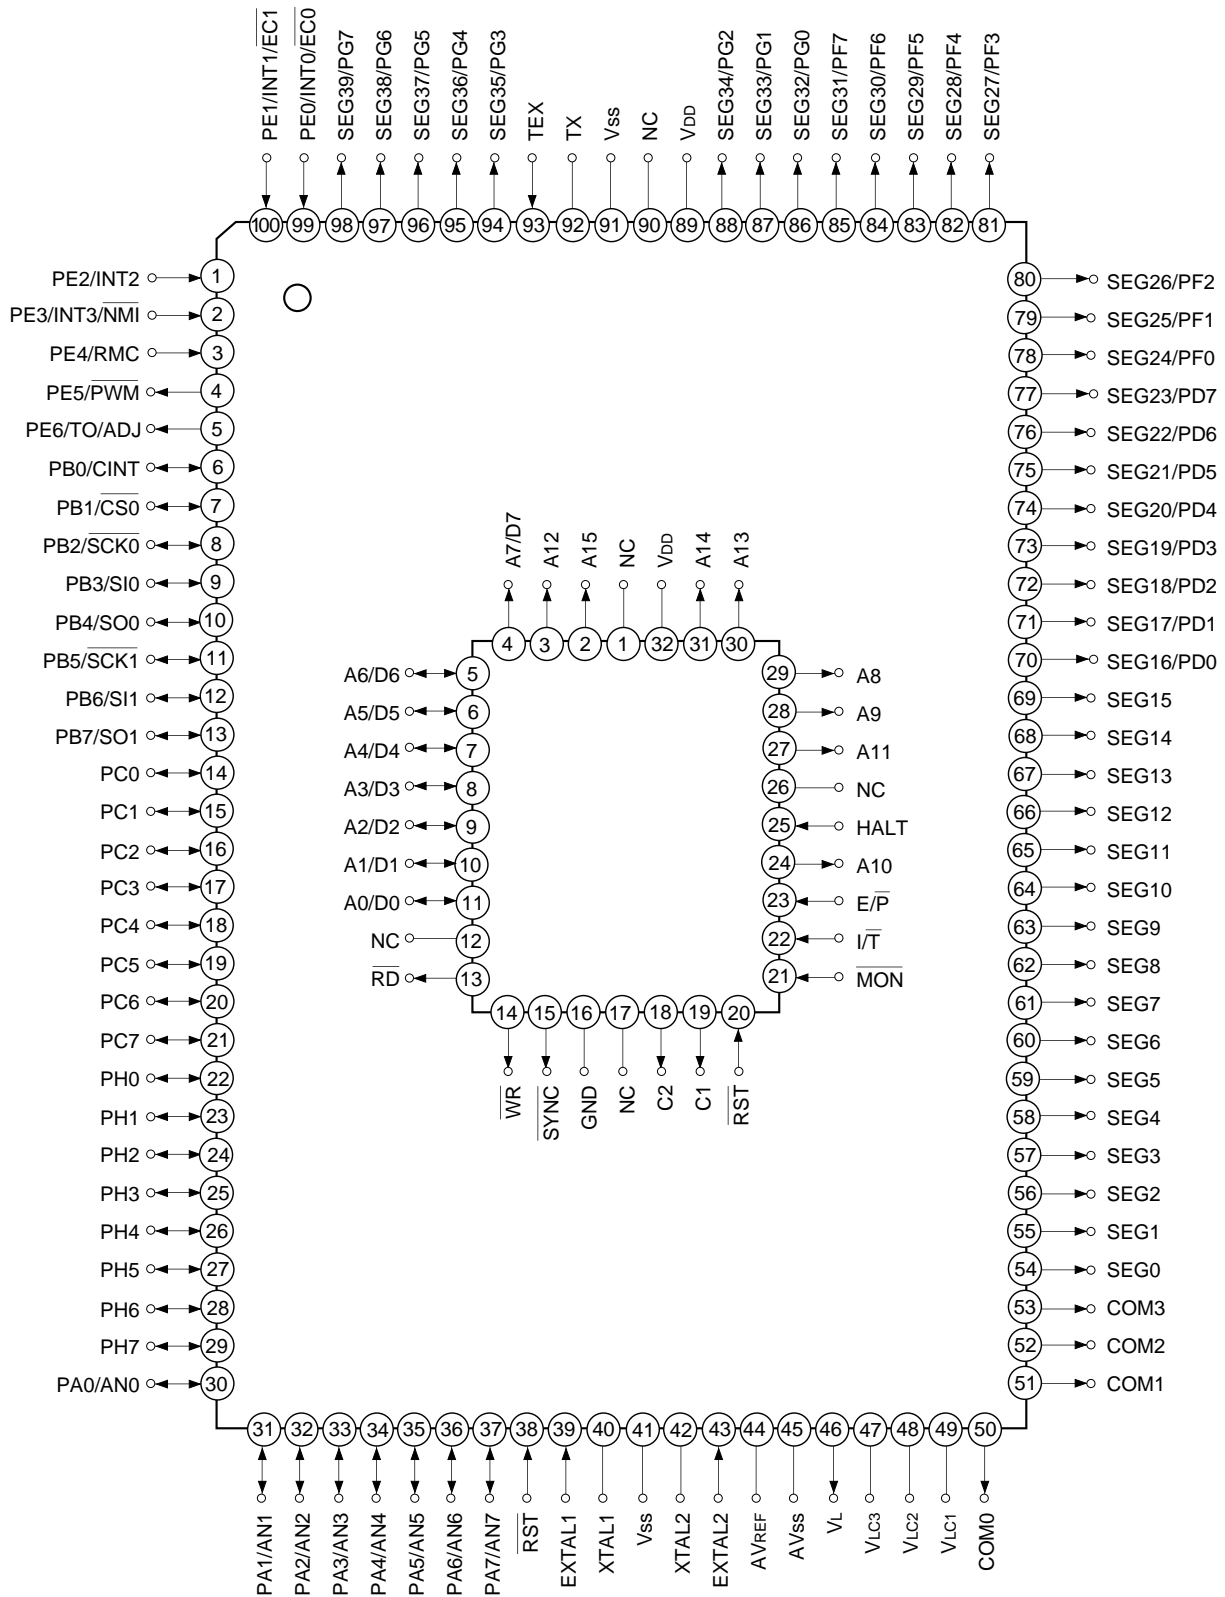 PE1/INT1/EC1
PE0/INT0/EC0
SEG39/PG7
SEG38/PG6
SEG37/PG5
SEG36/PG4
SEG35/PG3
TEX
TX
Vss
NC
VDD
SEG34/PG2
SEG33/PG1
SEG32/PG0
SEG31/PF7
SEG30/PF6
SEG29/PF5
SEG28/PF4
SEG27/PF3
100 99 98 97 96 95 94 93 92 91 90 89 88 87 86 85 84 83 82 81
PE2/INT2 1
PE3/INT3/NMI 2
PE4/RMC 3
PE5/PWM 4
PE6/TO/ADJ 5
PB0/CINT 6
PB1/CS0 7
PB2/SCK0 8
PB3/SI0 9
PB4/SO0 10
PB5/SCK1 11
PB6/SI1 12
PB7/SO1 13
PC0 14
PC1 15
PC2 16
PC3 17
PC4 18
PC5 19
PC6 20
PC7 21
PH0 22
PH1 23
PH2 24
PH3 25
PH4 26
PH5 27
PH6 28
PH7 29
PA0/AN0 30
A7/D7
A12
A15
NC
VDD
A14
A13
4 3 2 1 32 31 30
A6/D6 5
A5/D5 6
A4/D4 7
A3/D3 8
A2/D2 9
A1/D1 10
A0/D0 11
NC 12
RD 13
29 A8
28 A9
27 A11
26 NC
25 HALT
24 A10
23 E/P
22 I/T
21 MON
14 15 16 17 18 19 20
WR
SYNC
GND
NC
C2
C1
RST
80 SEG26/PF2
79 SEG25/PF1
78 SEG24/PF0
77 SEG23/PD7
76 SEG22/PD6
75 SEG21/PD5
74 SEG20/PD4
73 SEG19/PD3
72 SEG18/PD2
71 SEG17/PD1
70 SEG16/PD0
69 SEG15
68 SEG14
67 SEG13
66 SEG12
65 SEG11
64 SEG10
63 SEG9
62 SEG8
61 SEG7
60 SEG6
59 SEG5
58 SEG4
57 SEG3
56 SEG2
55 SEG1
54 SEG0
53 COM3
52 COM2
51 COM1
31 32 33 34 35 36 37 38 39 40 41 42 43 44 45 46 47 48 49 50
PA1/AN1
PA2/AN2
PA3/AN3
PA4/AN4
PA5/AN5
PA6/AN6
PA7/AN7
RST
EXTAL1
XTAL1
Vss
XTAL2
EXTAL2
AVREF
AVss
VL
VLC3
VLC2
VLC1
COM0